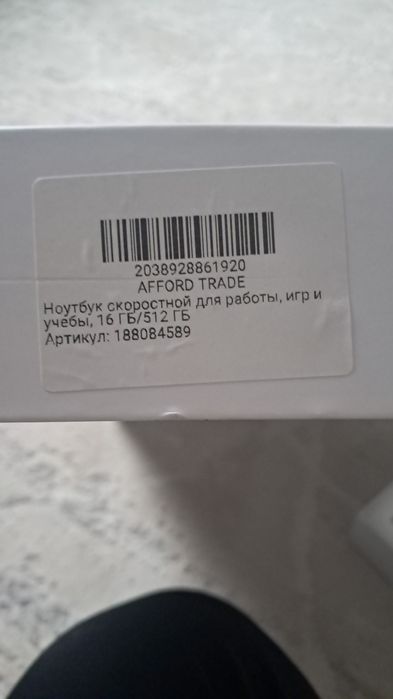 2038928861920
AFFORD TRADE
Ноутбук скоростной для работы, игр и
учебы, 16 ГБ/512 ГБ
Артикул: 188084589